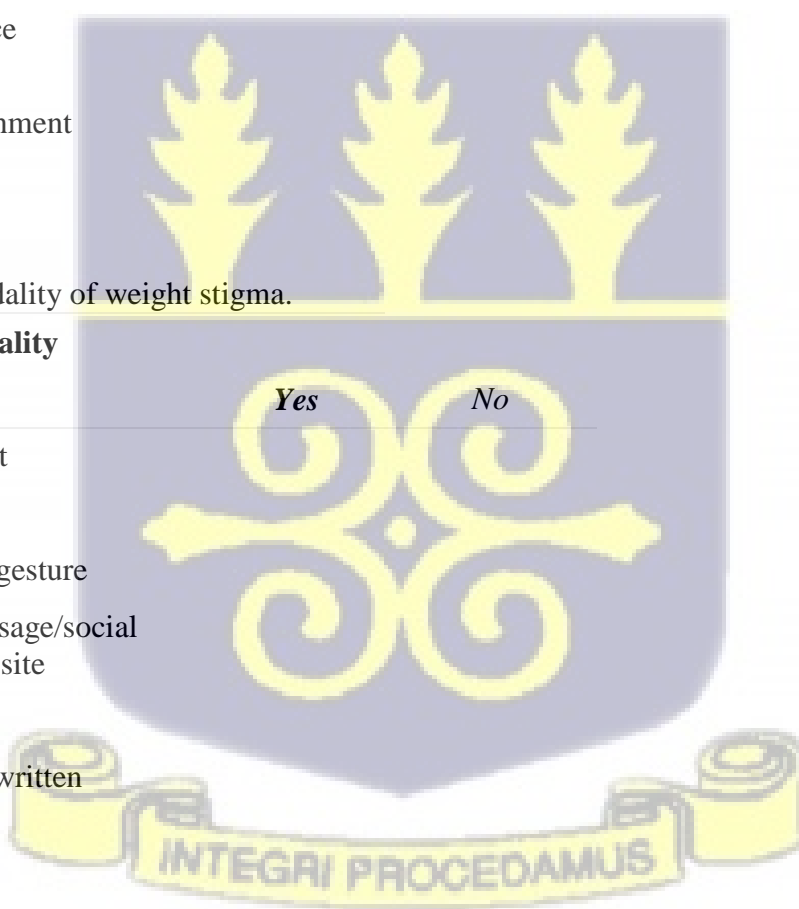 ce
nment
dality of weight stigma.
ality
Yes No
t
gesture
sage/social
site
written
INTEGRI PROCEDAMUS